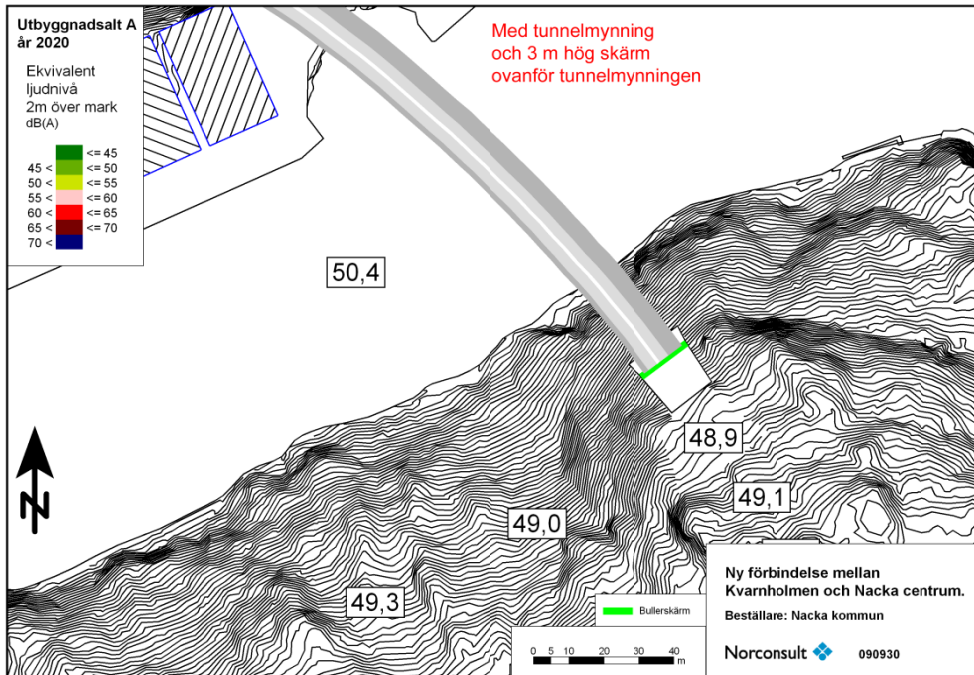 Utbyggnadsalt A
år 2020
Ekvivalent
ljudnivå
2m över mark
dB(A)
<= 45
45 < <= 50
50 < <= 55
55 < <= 60
60 < <= 65
65 < <= 70
70 <
Med tunnelmynning
och 3 m hög skärm
ovanför tunnelmynningen
50,4
48,9
49,1
49,0
49,3
N
Bullerskärm
0 5 10 20 30 40
m
Ny förbindelse mellan
Kvarnholmen och Nacka centrum.
Beställare: Nacka kommun
Norconsult 090930